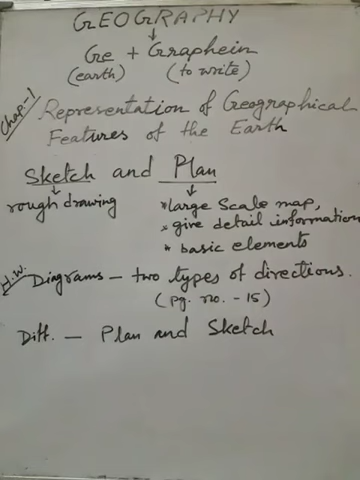 GEOGRAPHY
Ge + Graphein
(earth) (to write)
Chap-1
Representation of Geographical
Features of the Earth
Sketch and Plan
rough drawing
*large Scale map,
* give detail information
* basic elements
H.W. Diagrams — two types of directions.
(pg. no. - 15)
Diff. — Plan and Sketch